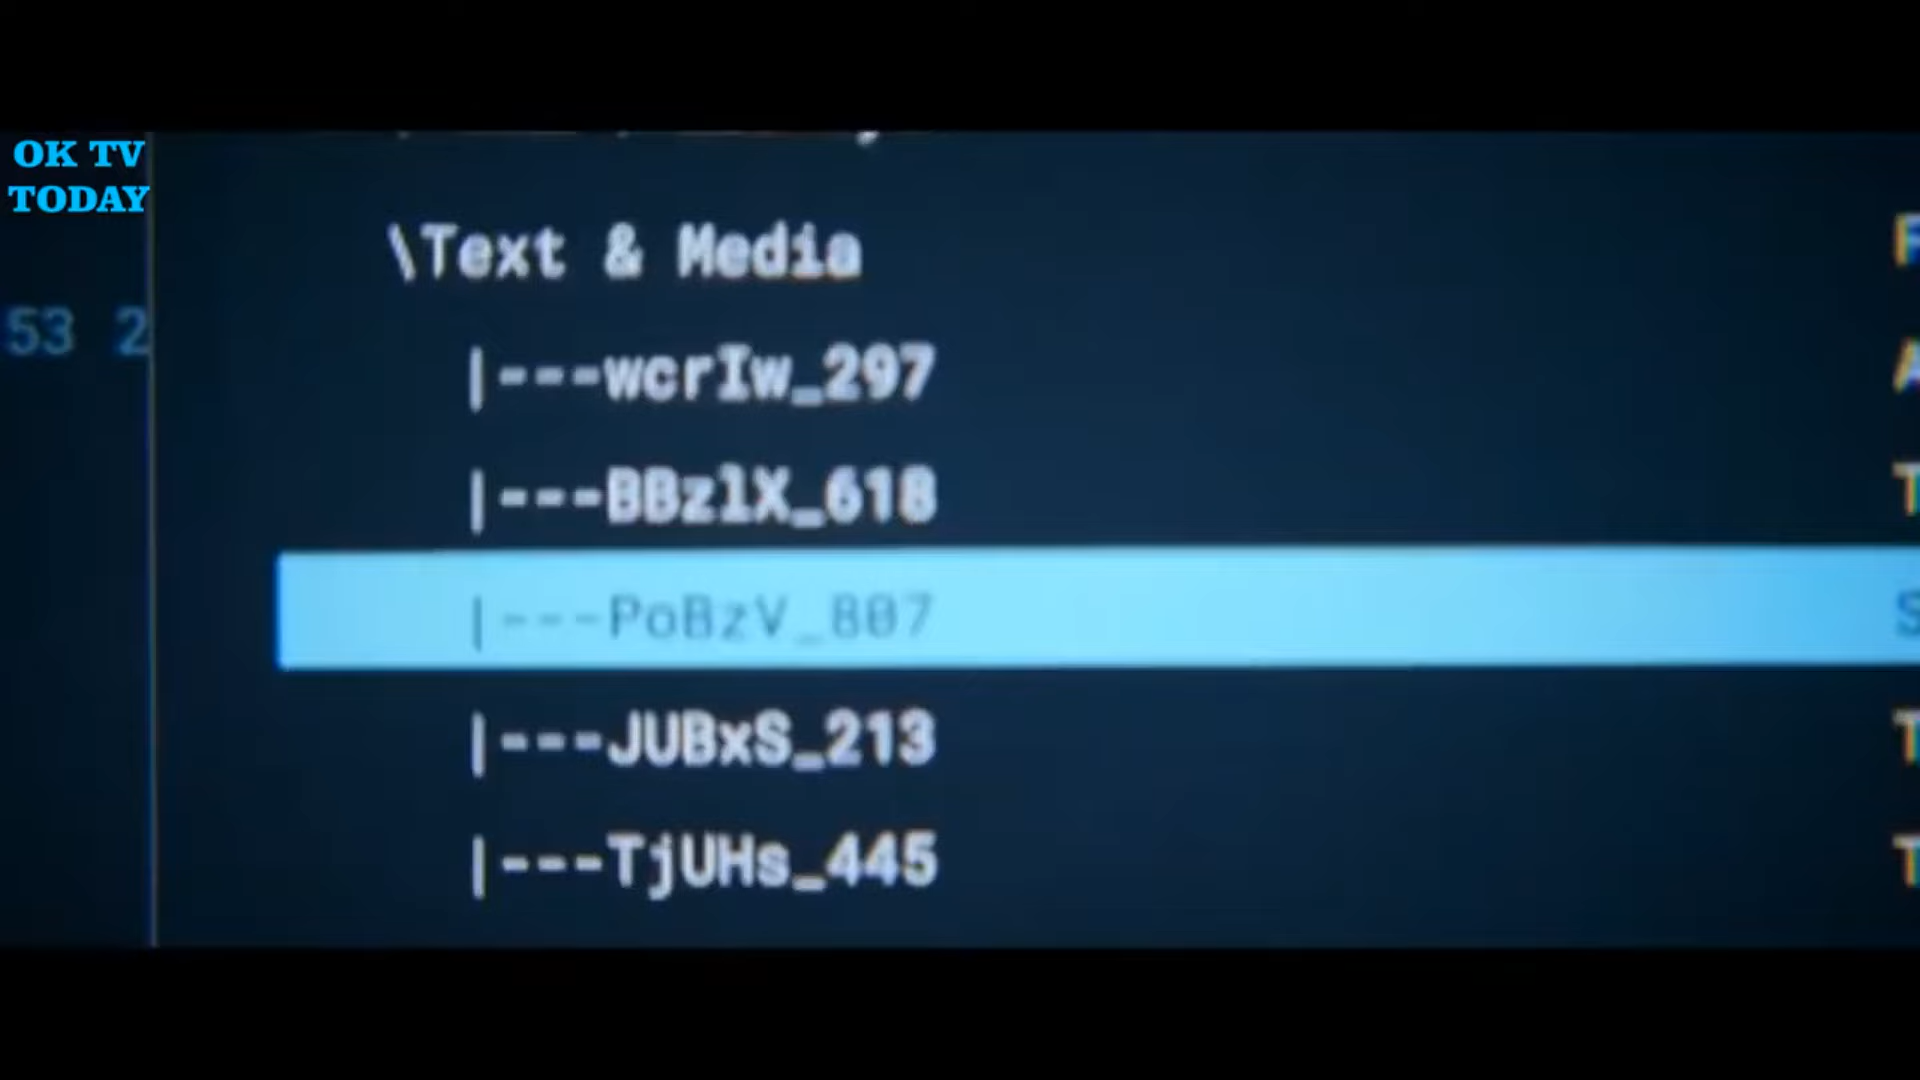 OK TV
TODAY
\Text & Media
53 2
|---wcrIw_297
|---BBzlX_618
|---PoBzV_807
|---JUBxS_213
|---TjUHs_445